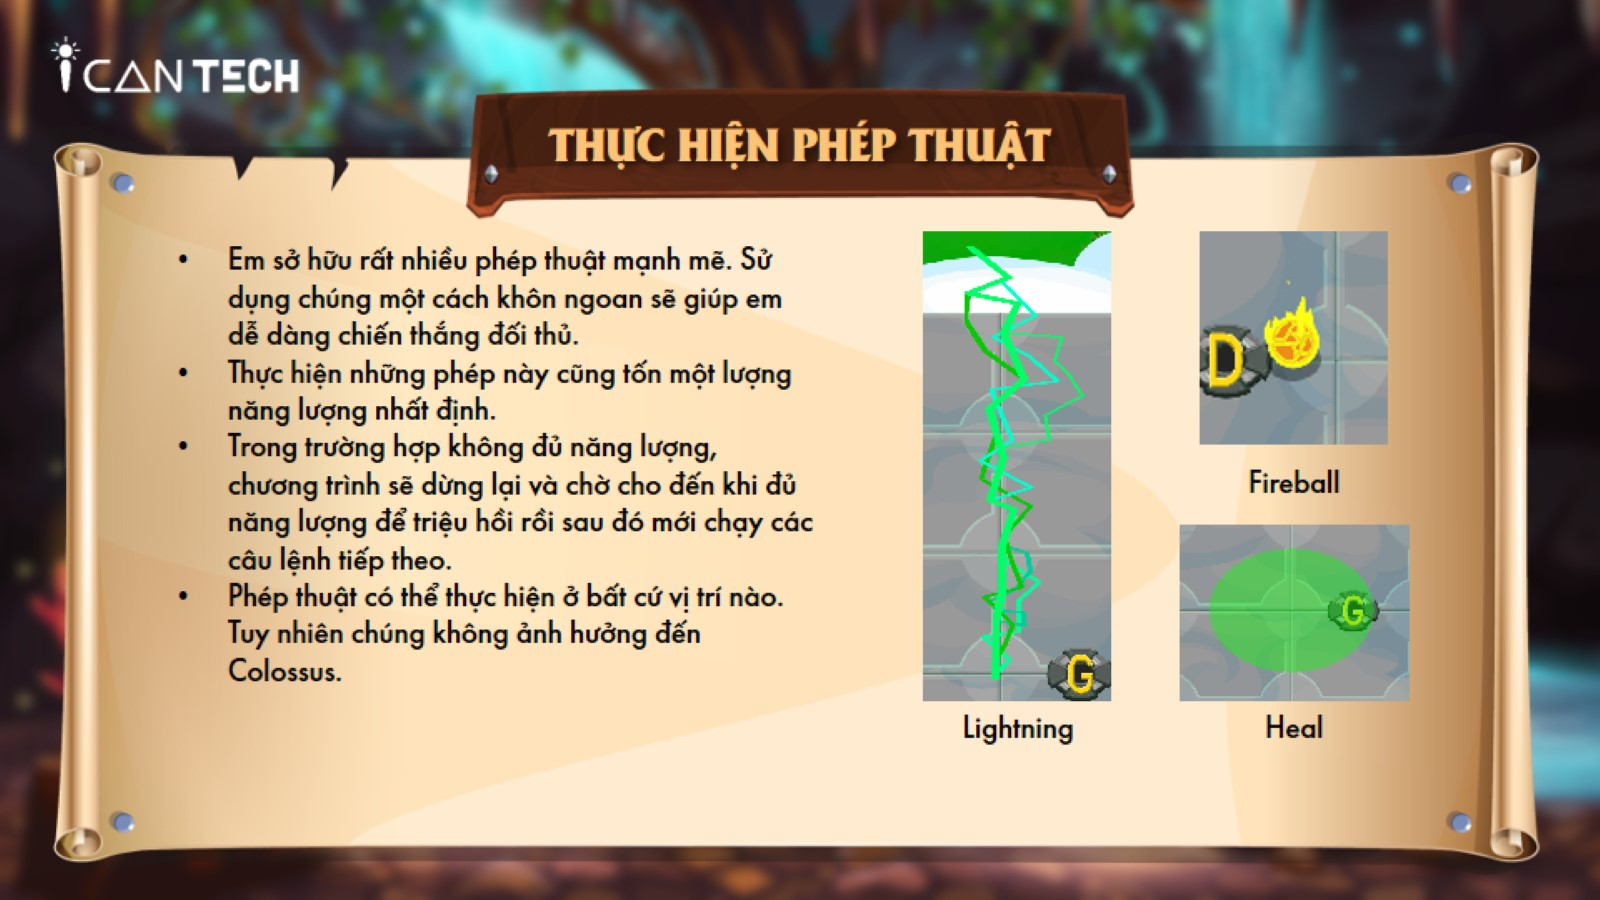 iCANTECH
THỰC HIỆN PHÉP THUẬT
• Em sở hữu rất nhiều phép thuật mạnh mẽ. Sử
dụng chúng một cách khôn ngoan sẽ giúp em
dễ dàng chiến thắng đối thủ.
• Thực hiện những phép này cũng tốn một lượng
năng lượng nhất định.
• Trong trường hợp không đủ năng lượng,
chương trình sẽ dừng lại và chờ cho đến khi đủ
năng lượng để triệu hồi rồi sau đó mới chạy các
câu lệnh tiếp theo.
• Phép thuật có thể thực hiện ở bất cứ vị trí nào.
Tuy nhiên chúng không ảnh hưởng đến
Colossus.
G
Lightning
D
Fireball
G
Heal